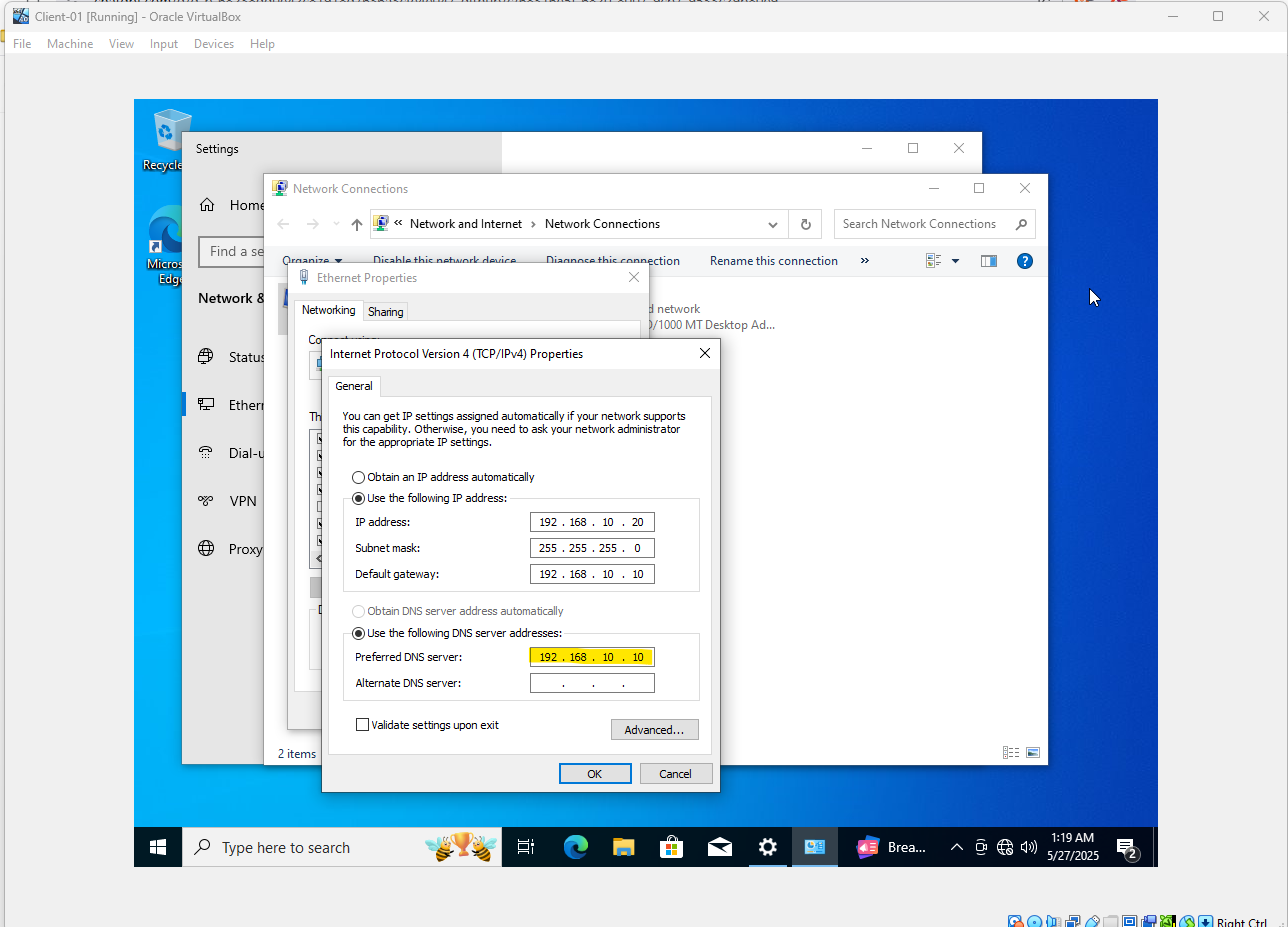 Client-01 [Running] - Oracle VirtualBox
File Machine View Input Devices Help
Recycle
Micros
Edge
Settings
Home
Find a se
Network &
Status
Ethern
Dial-u
VPN
Proxy
Network Connections
« Network and Internet › Network Connections
Search Network Connections
Organize Disable this network device Diagnose this connection Rename this connection »
d network
0/1000 MT Desktop Ad...
2 items
Ethernet Properties
Networking Sharing
Connect using:
Th
Internet Protocol Version 4 (TCP/IPv4) Properties
General
You can get IP settings assigned automatically if your network supports
this capability. Otherwise, you need to ask your network administrator
for the appropriate IP settings.
Obtain an IP address automatically
Use the following IP address:
IP address: 192 . 168 . 10 . 20
Subnet mask: 255 . 255 . 255 . 0
Default gateway: 192 . 168 . 10 . 10
Obtain DNS server address automatically
Use the following DNS server addresses:
Preferred DNS server: 192 . 168 . 10 . 10
Alternate DNS server: . . .
Validate settings upon exit
Advanced...
OK Cancel
Type here to search
Brea...
1:19 AM
5/27/2025
2
Right Ctrl